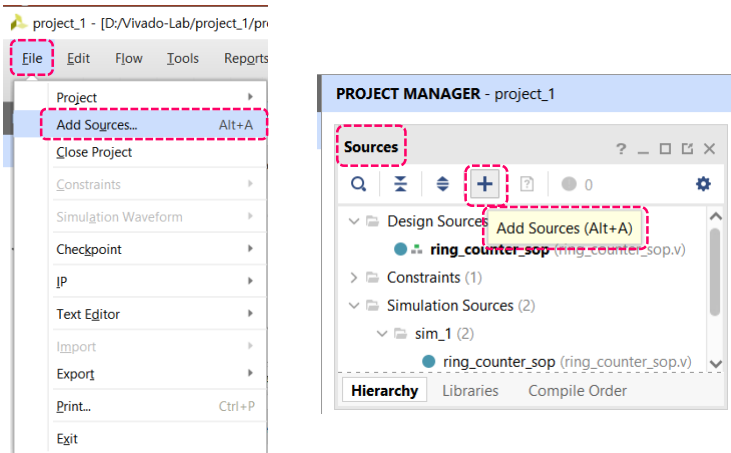 project_1 - [D:/Vivado-Lab/project_1/pr
File Edit Flow Tools Reports
Project
Add Sources... Alt+A
Close Project
Constraints
Simulation Waveform
Checkpoint
IP
Text Editor
Import
Export
Print... Ctrl+P
Exit
PROJECT MANAGER - project_1
Sources ? _
0
Design Sources
Add Sources (Alt+A)
ring_counter_sop (ring_counter_sop.v)
Constraints (1)
Simulation Sources (2)
sim_1 (2)
ring_counter_sop (ring_counter_sop.v)
Hierarchy Libraries Compile Order